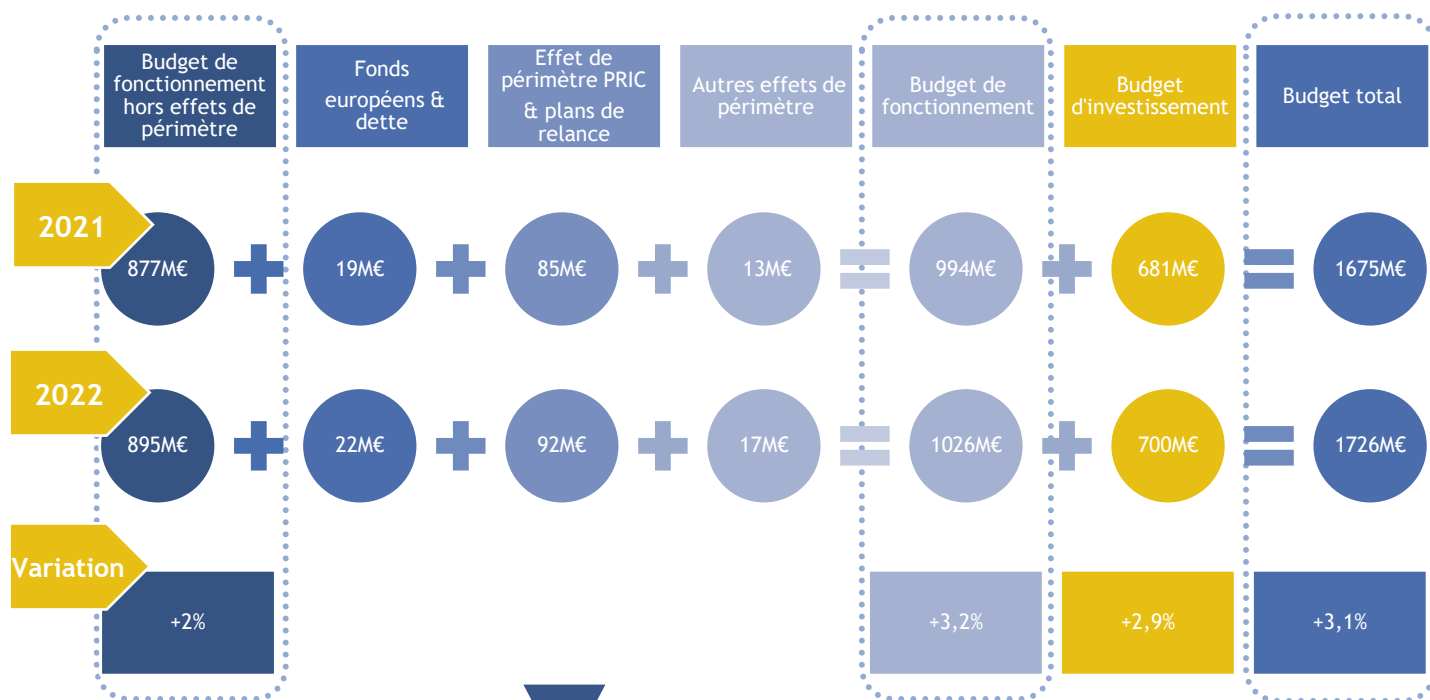 Budget de
fonctionnement
hors effets de
périmètre
Fonds
européens &
dette
Effet de
périmètre PRIC
& plans de
relance
Autres effets de
périmètre
Budget de
fonctionnement
Budget
d'investissement
Budget total
2021
877M€
19M€
85M€
13M€
994M€
681M€
1675M€
2022
895M€
22M€
92M€
17M€
1026M€
700M€
1726M€
Variation
+2%
+3,2%
+2,9%
+3,1%